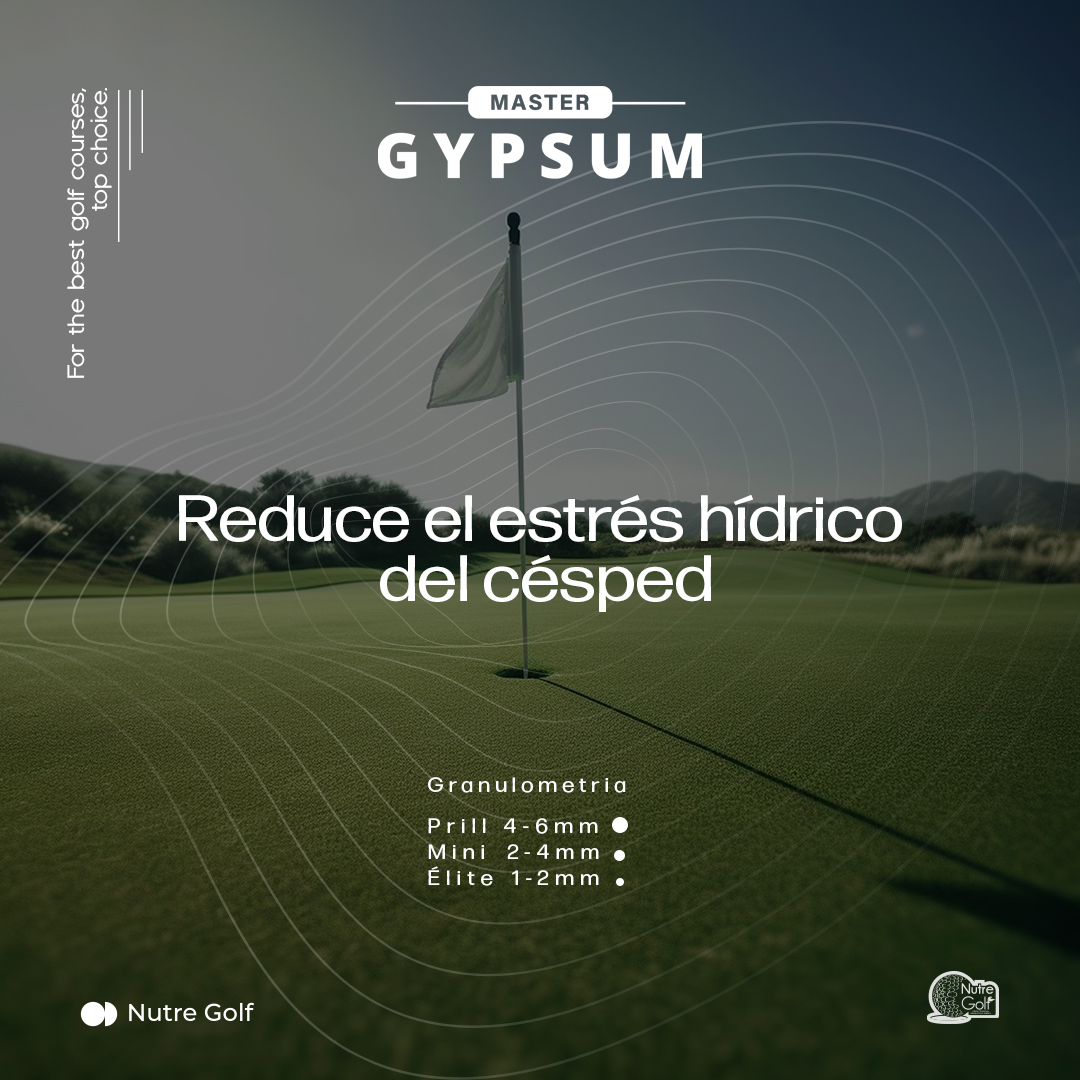 For the best golf courses,
top choice.
MASTER
GYPSUM
Reduce el estrés hídrico
del césped
Granulometria
Prill 4-6mm
Mini 2-4mm
Élite 1-2mm
Nutre Golf
Nutre
Golf